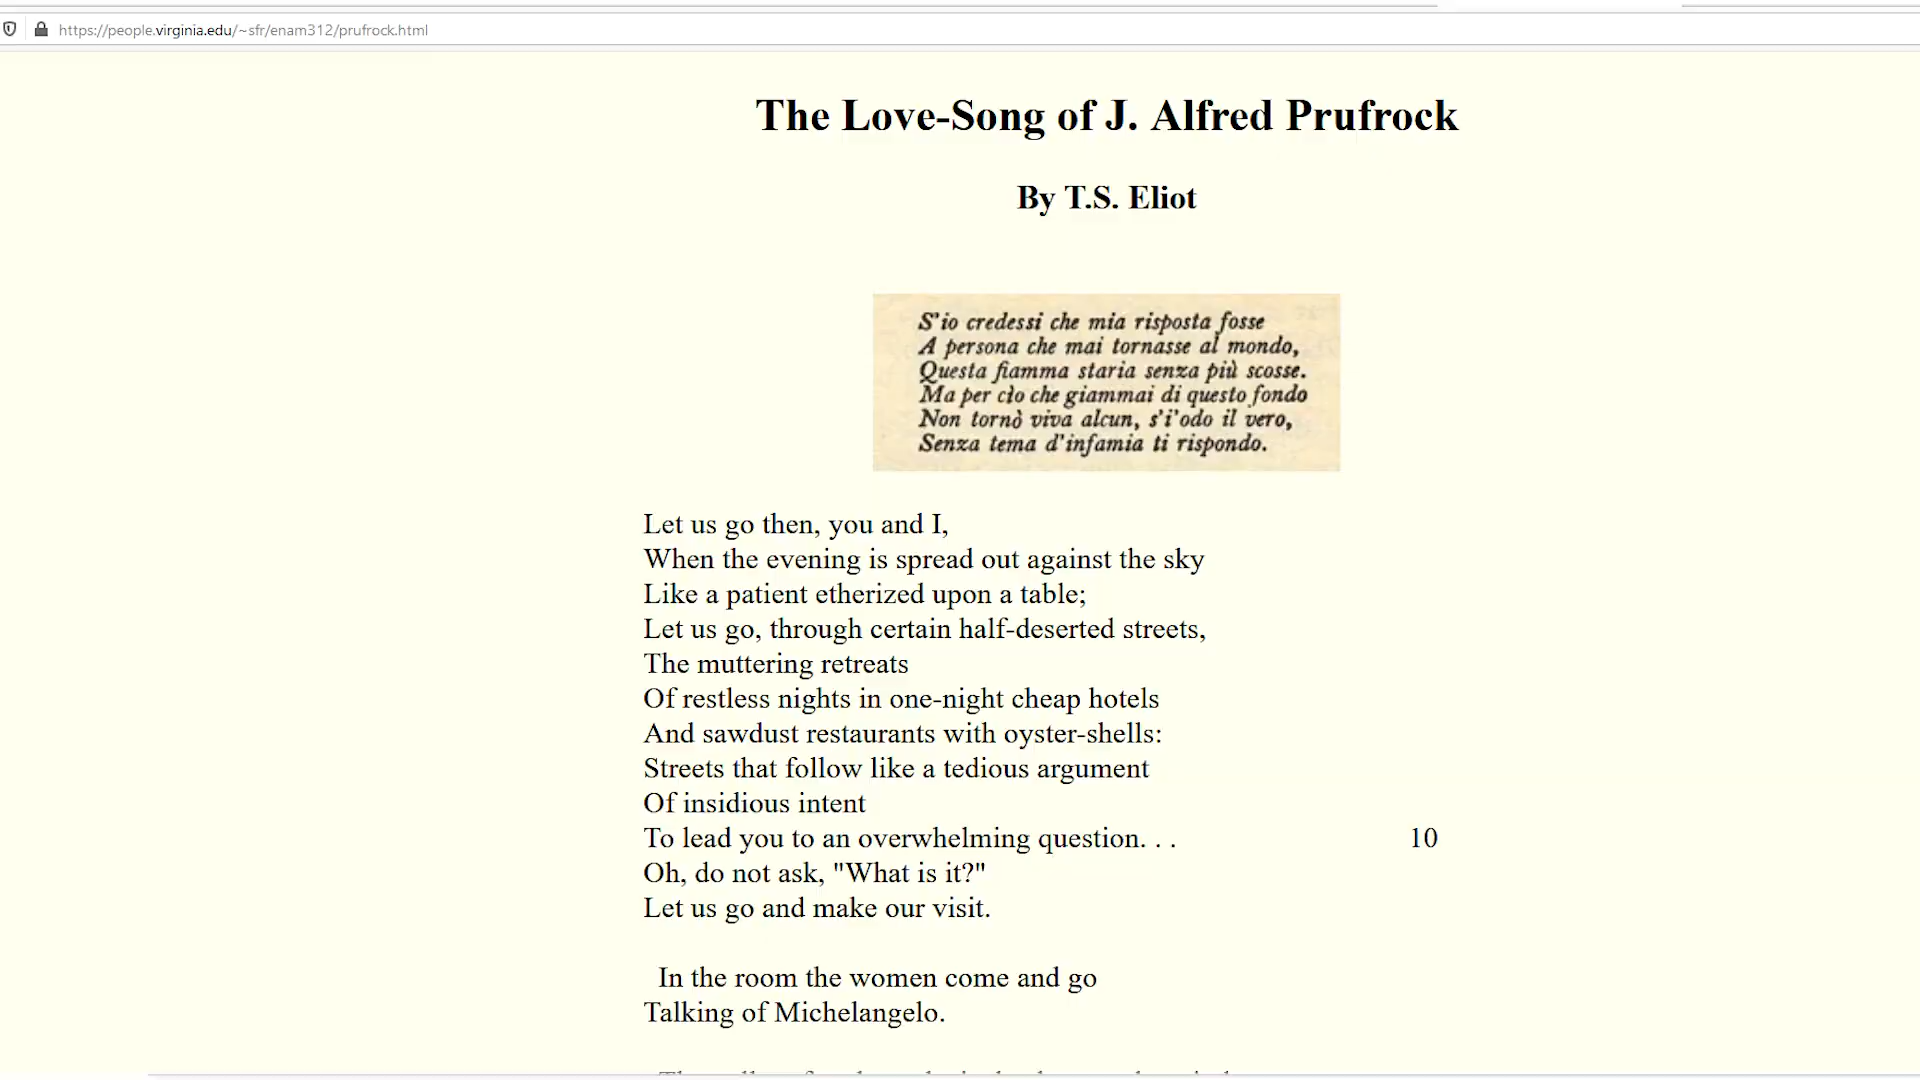 https://people.virginia.edu/~sfr/enam312/prufrock.html
The Love-Song of J. Alfred Prufrock
By T.S. Eliot
S'io credessi che mia risposta fosse
A persona che mai tornasse al mondo,
Questa fiamma staria senza più scosse.
Ma per cìo che giammai di questo fondo
Non tornò viva alcun, s'i'odo il vero,
Senza tema d'infamia ti rispondo.
Let us go then, you and I,
When the evening is spread out against the sky
Like a patient etherized upon a table;
Let us go, through certain half-deserted streets,
The muttering retreats
Of restless nights in one-night cheap hotels
And sawdust restaurants with oyster-shells:
Streets that follow like a tedious argument
Of insidious intent
To lead you to an overwhelming question. . . 10
Oh, do not ask, "What is it?"
Let us go and make our visit.
In the room the women come and go
Talking of Michelangelo.